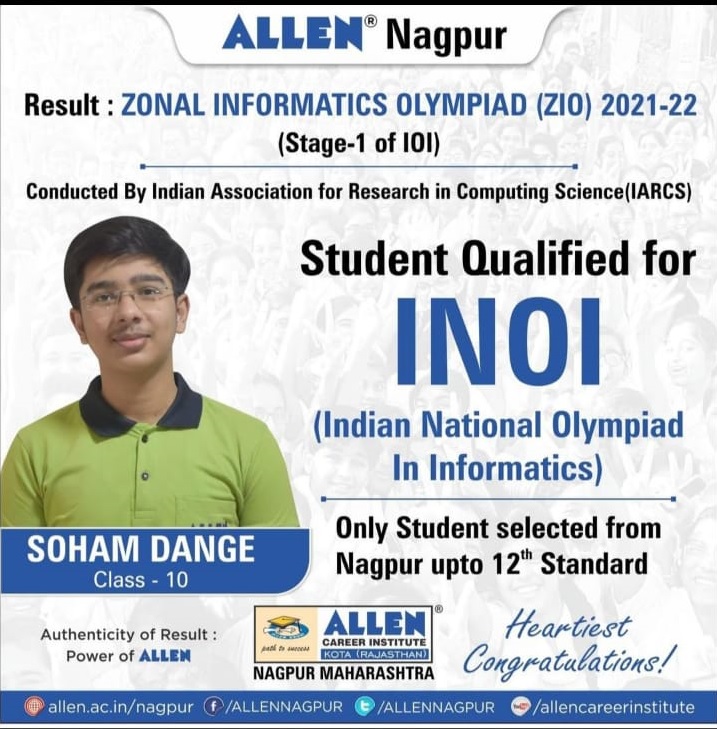 ALLEN® Nagpur
Result : ZONAL INFORMATICS OLYMPIAD (ZIO) 2021-22
(Stage-1 of IOI)
Conducted By Indian Association for Research in Computing Science(IARCS)
Student Qualified for
INOI
(Indian National Olympiad
In Informatics)
Only Student selected from
Nagpur upto 12th Standard
SOHAM DANGE
Class - 10
Authenticity of Result :
Power of ALLEN
path to success
ALLEN®
CAREER INSTITUTE
KOTA (RAJASTHAN)
NAGPUR MAHARASHTRA
Heartiest
Congratulations!
allen.ac.in/nagpur /ALLENNAGPUR /ALLENNAGPUR /allencareerinstitute